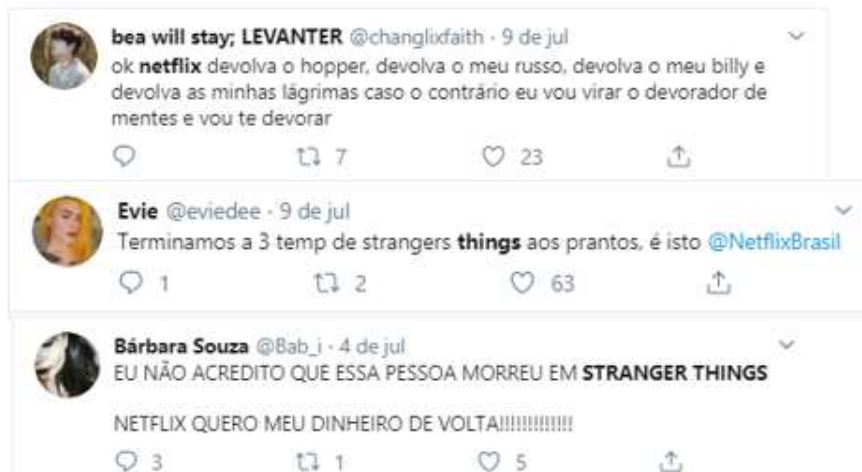 bea will stay; LEVANTER @changlixfaith · 9 de jul
ok netflix devolva o hopper, devolva o meu russo, devolva o meu billy e
devolva as minhas lágrimas caso o contrário eu vou virar o devorador de
mentes e vou te devorar
7 23
Evie @eviedee · 9 de jul
Terminamos a 3 temp de strangers things aos prantos, é isto @NetflixBrasil
1 2 63
Bárbara Souza @Bab_i · 4 de jul
EU NÃO ACREDITO QUE ESSA PESSOA MORREU EM STRANGER THINGS
NETFLIX QUERO MEU DINHEIRO DE VOLTA!!!!!!!!!!!!!
3 1 5